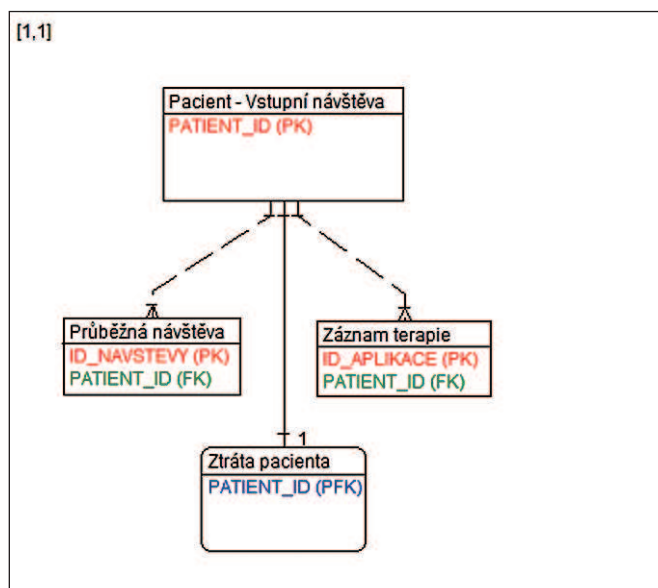 [1,1]
Pacient - Vstupní návštěva
PATIENT_ID (PK)
Průběžná návštěva
ID_NAVSTEVY (PK)
PATIENT_ID (FK)
Záznam terapie
ID_APLIKACE (PK)
PATIENT_ID (FK)
1
Ztráta pacienta
PATIENT_ID (PFK)